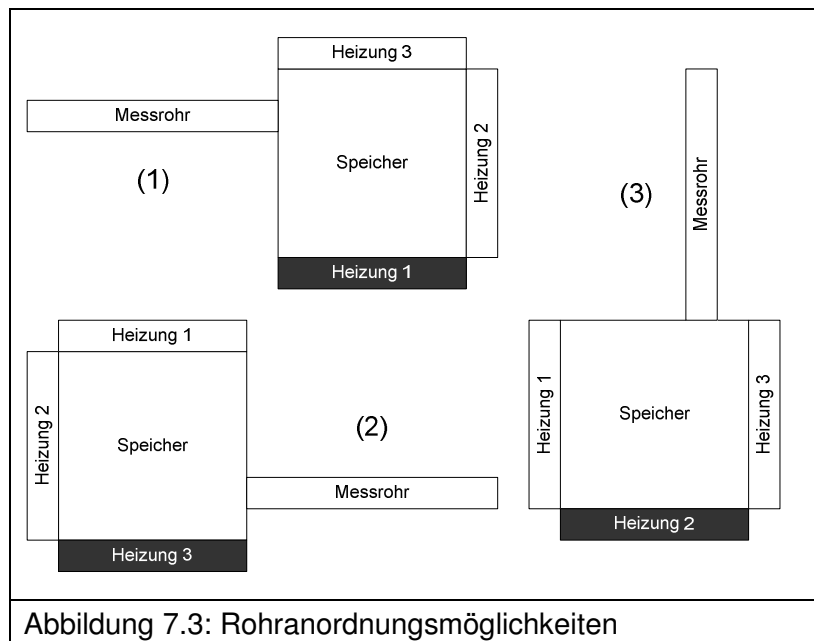 Heizung 3
Messrohr
Speicher
Heizung 2
(1)
Heizung 1
Messrohr
(3)
Heizung 1
Heizung 2
Speicher
(2)
Messrohr
Heizung 3
Heizung 1
Speicher
Heizung 3
Heizung 2
Abbildung 7.3: Rohranordnungsmöglichkeiten